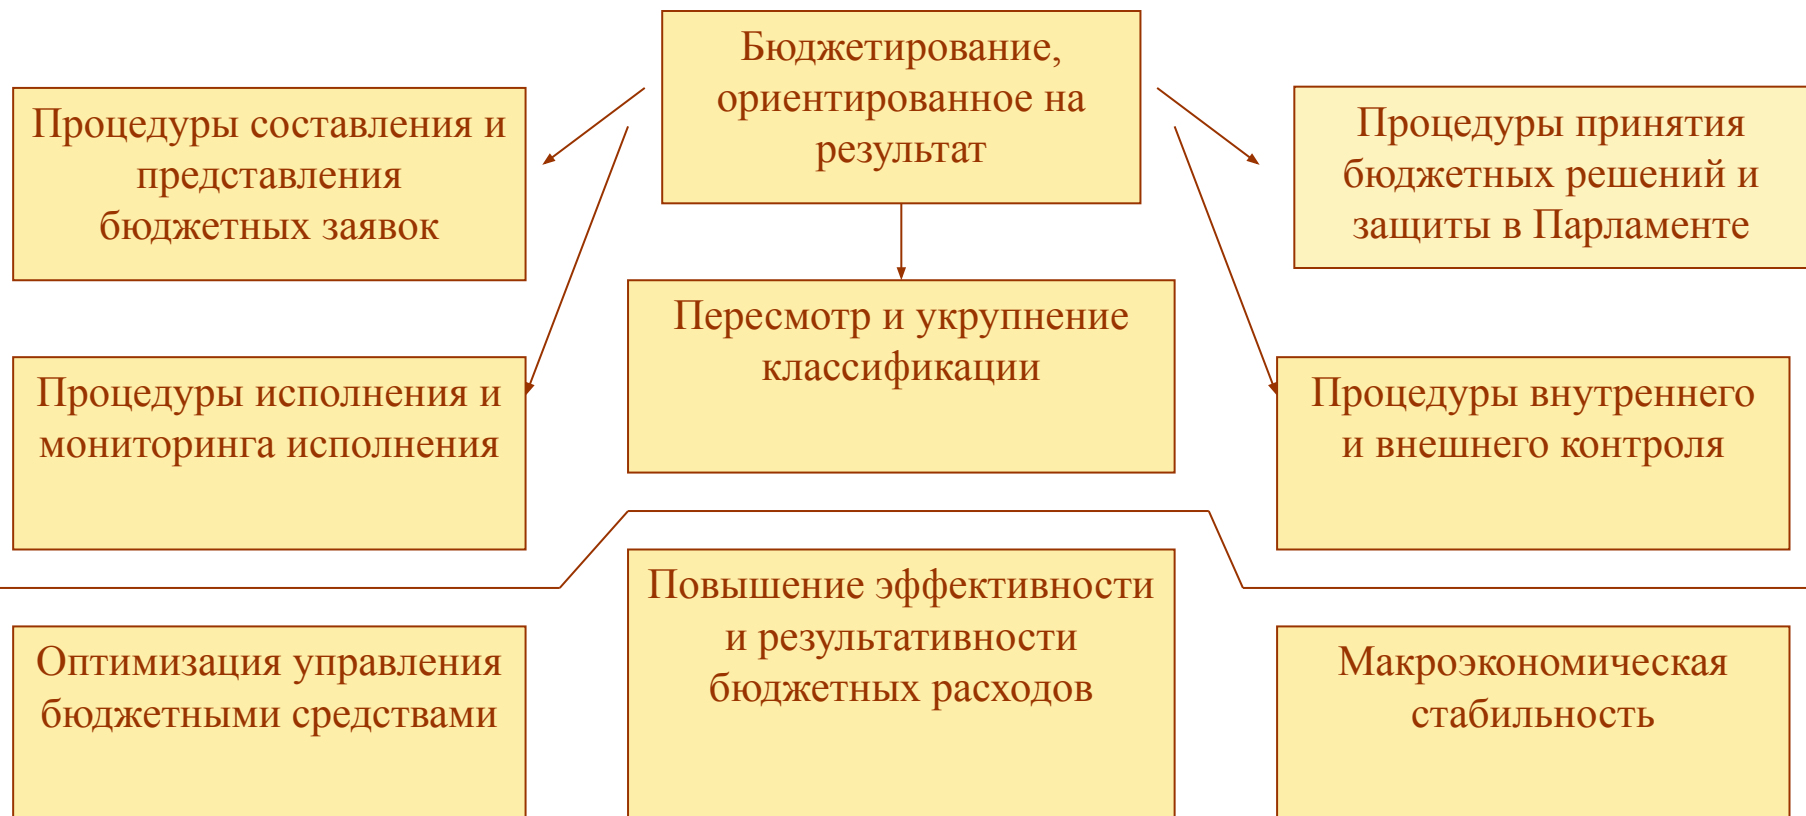 Бюджетирование,
ориентированное на
результат
Процедуры составления и
представления
бюджетных заявок
Процедуры принятия
бюджетных решений и
защиты в Парламенте
Пересмотр и укрупнение
классификации
Процедуры исполнения и
мониторинга исполнения
Процедуры внутреннего
и внешнего контроля
Повышение эффективности
и результативности
бюджетных расходов
Оптимизация управления
бюджетными средствами
Макроэкономическая
стабильность